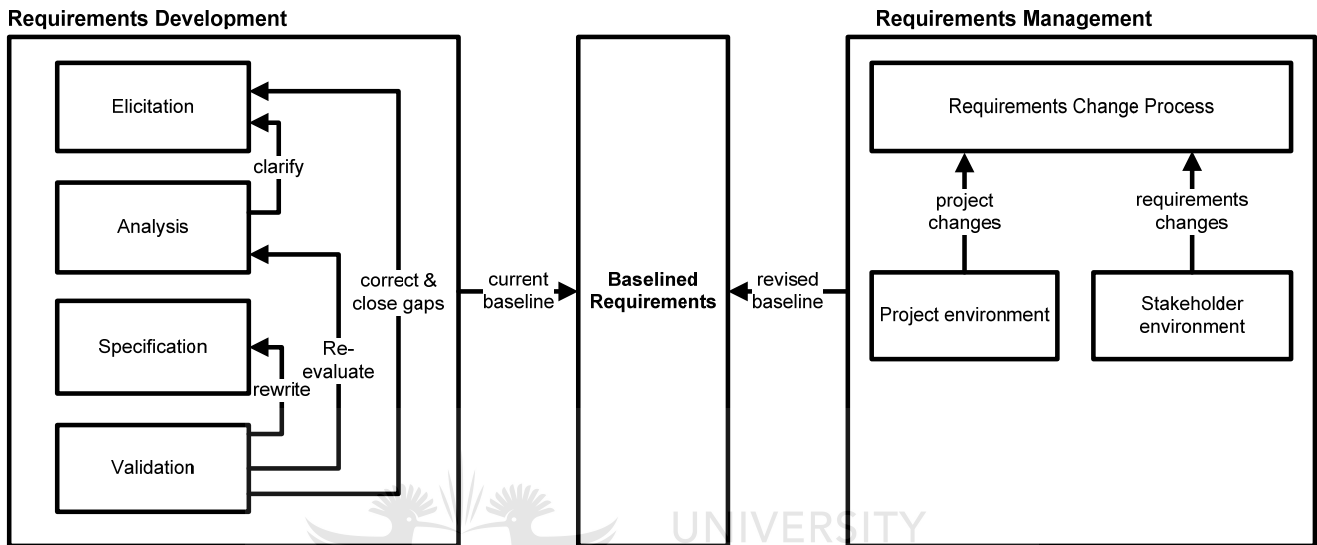 Requirements Development
Elicitation
clarify
Analysis
correct &
close gaps
Specification
Re-
evaluate
rewrite
Validation
current
baseline
Baselined
Requirements
revised
baseline
Requirements Management
Requirements Change Process
project
changes
requirements
changes
Project environment
Stakeholder
environment
UNIVERSITY